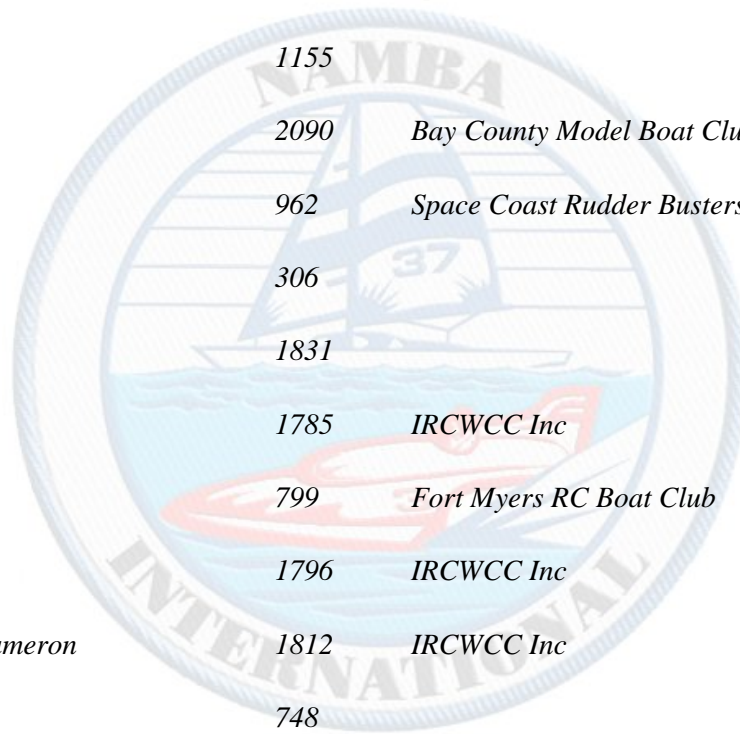 1155
NAMBA
2090 Bay County Model Boat Clu
962 Space Coast Rudder Busters
37
306
1831
1785 IRCWCC Inc
799 Fort Myers RC Boat Club
1796 IRCWCC Inc
ameron 1812 IRCWCC Inc
INTERNATIONAL
748